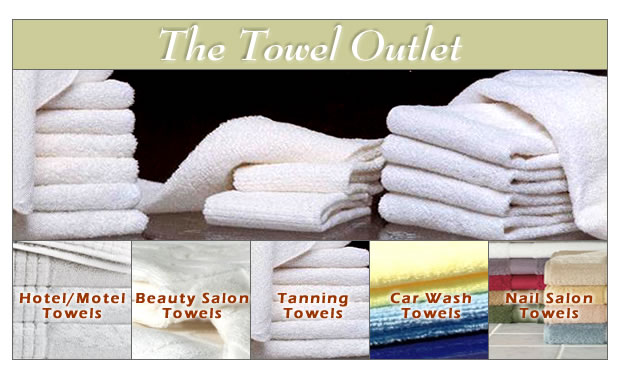 The Towel Outlet
Hotel/Motel
Towels
Beauty Salon
Towels
Tanning
Towels
Car Wash
Towels
Nail Salon
Towels